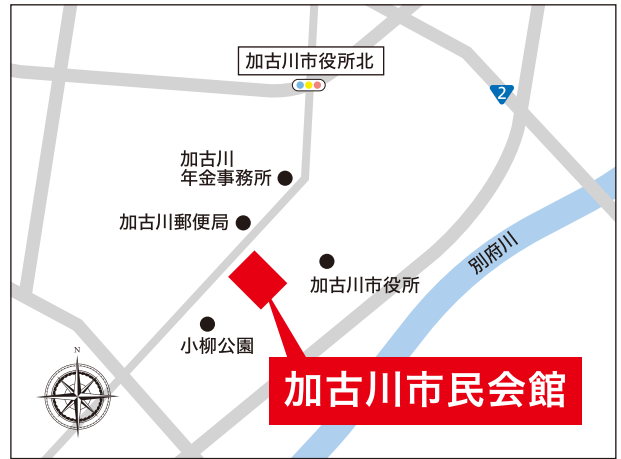 加古川市役所北
2
加古川
年金事務所
加古川郵便局
別府川
加古川市役所
小柳公園
N
加古川市民会館